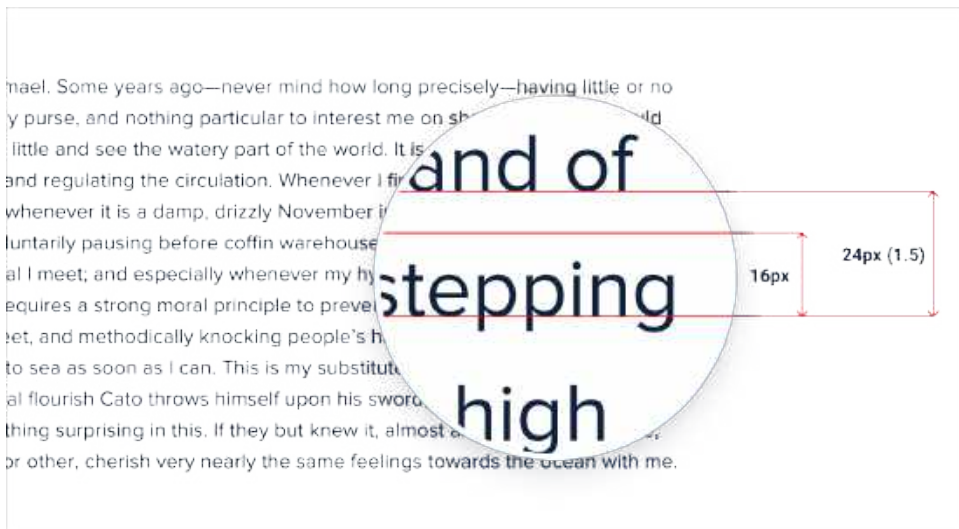 mael. Some years ago—never mind how long precisely—having little or no
y purse, and nothing particular to interest me on
little and see the watery part of the world. It is
and regulating the circulation. Whenever I
whenever it is a damp, drizzly November
luntarily pausing before coffin warehouse
al I meet; and especially whenever my
equires a strong moral principle to
eet, and methodically knocking people's
to sea as soon as I can. This is my substitute
al flourish Cato throws himself upon his sword
thing surprising in this. If they but knew it, almost
or other, cherish very nearly the same feelings towards the ocean with me.
and of
stepping
high
16px
24px (1.5)